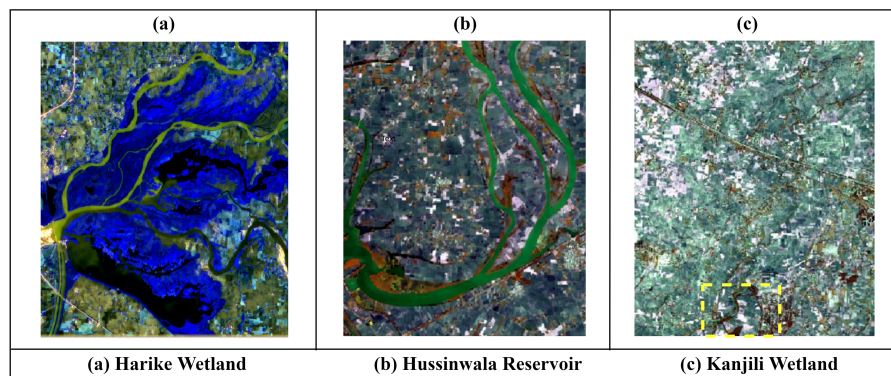 (a) (b) (c)
(a) Harike Wetland (b) Hussinwala Reservoir (c) Kanjili Wetland